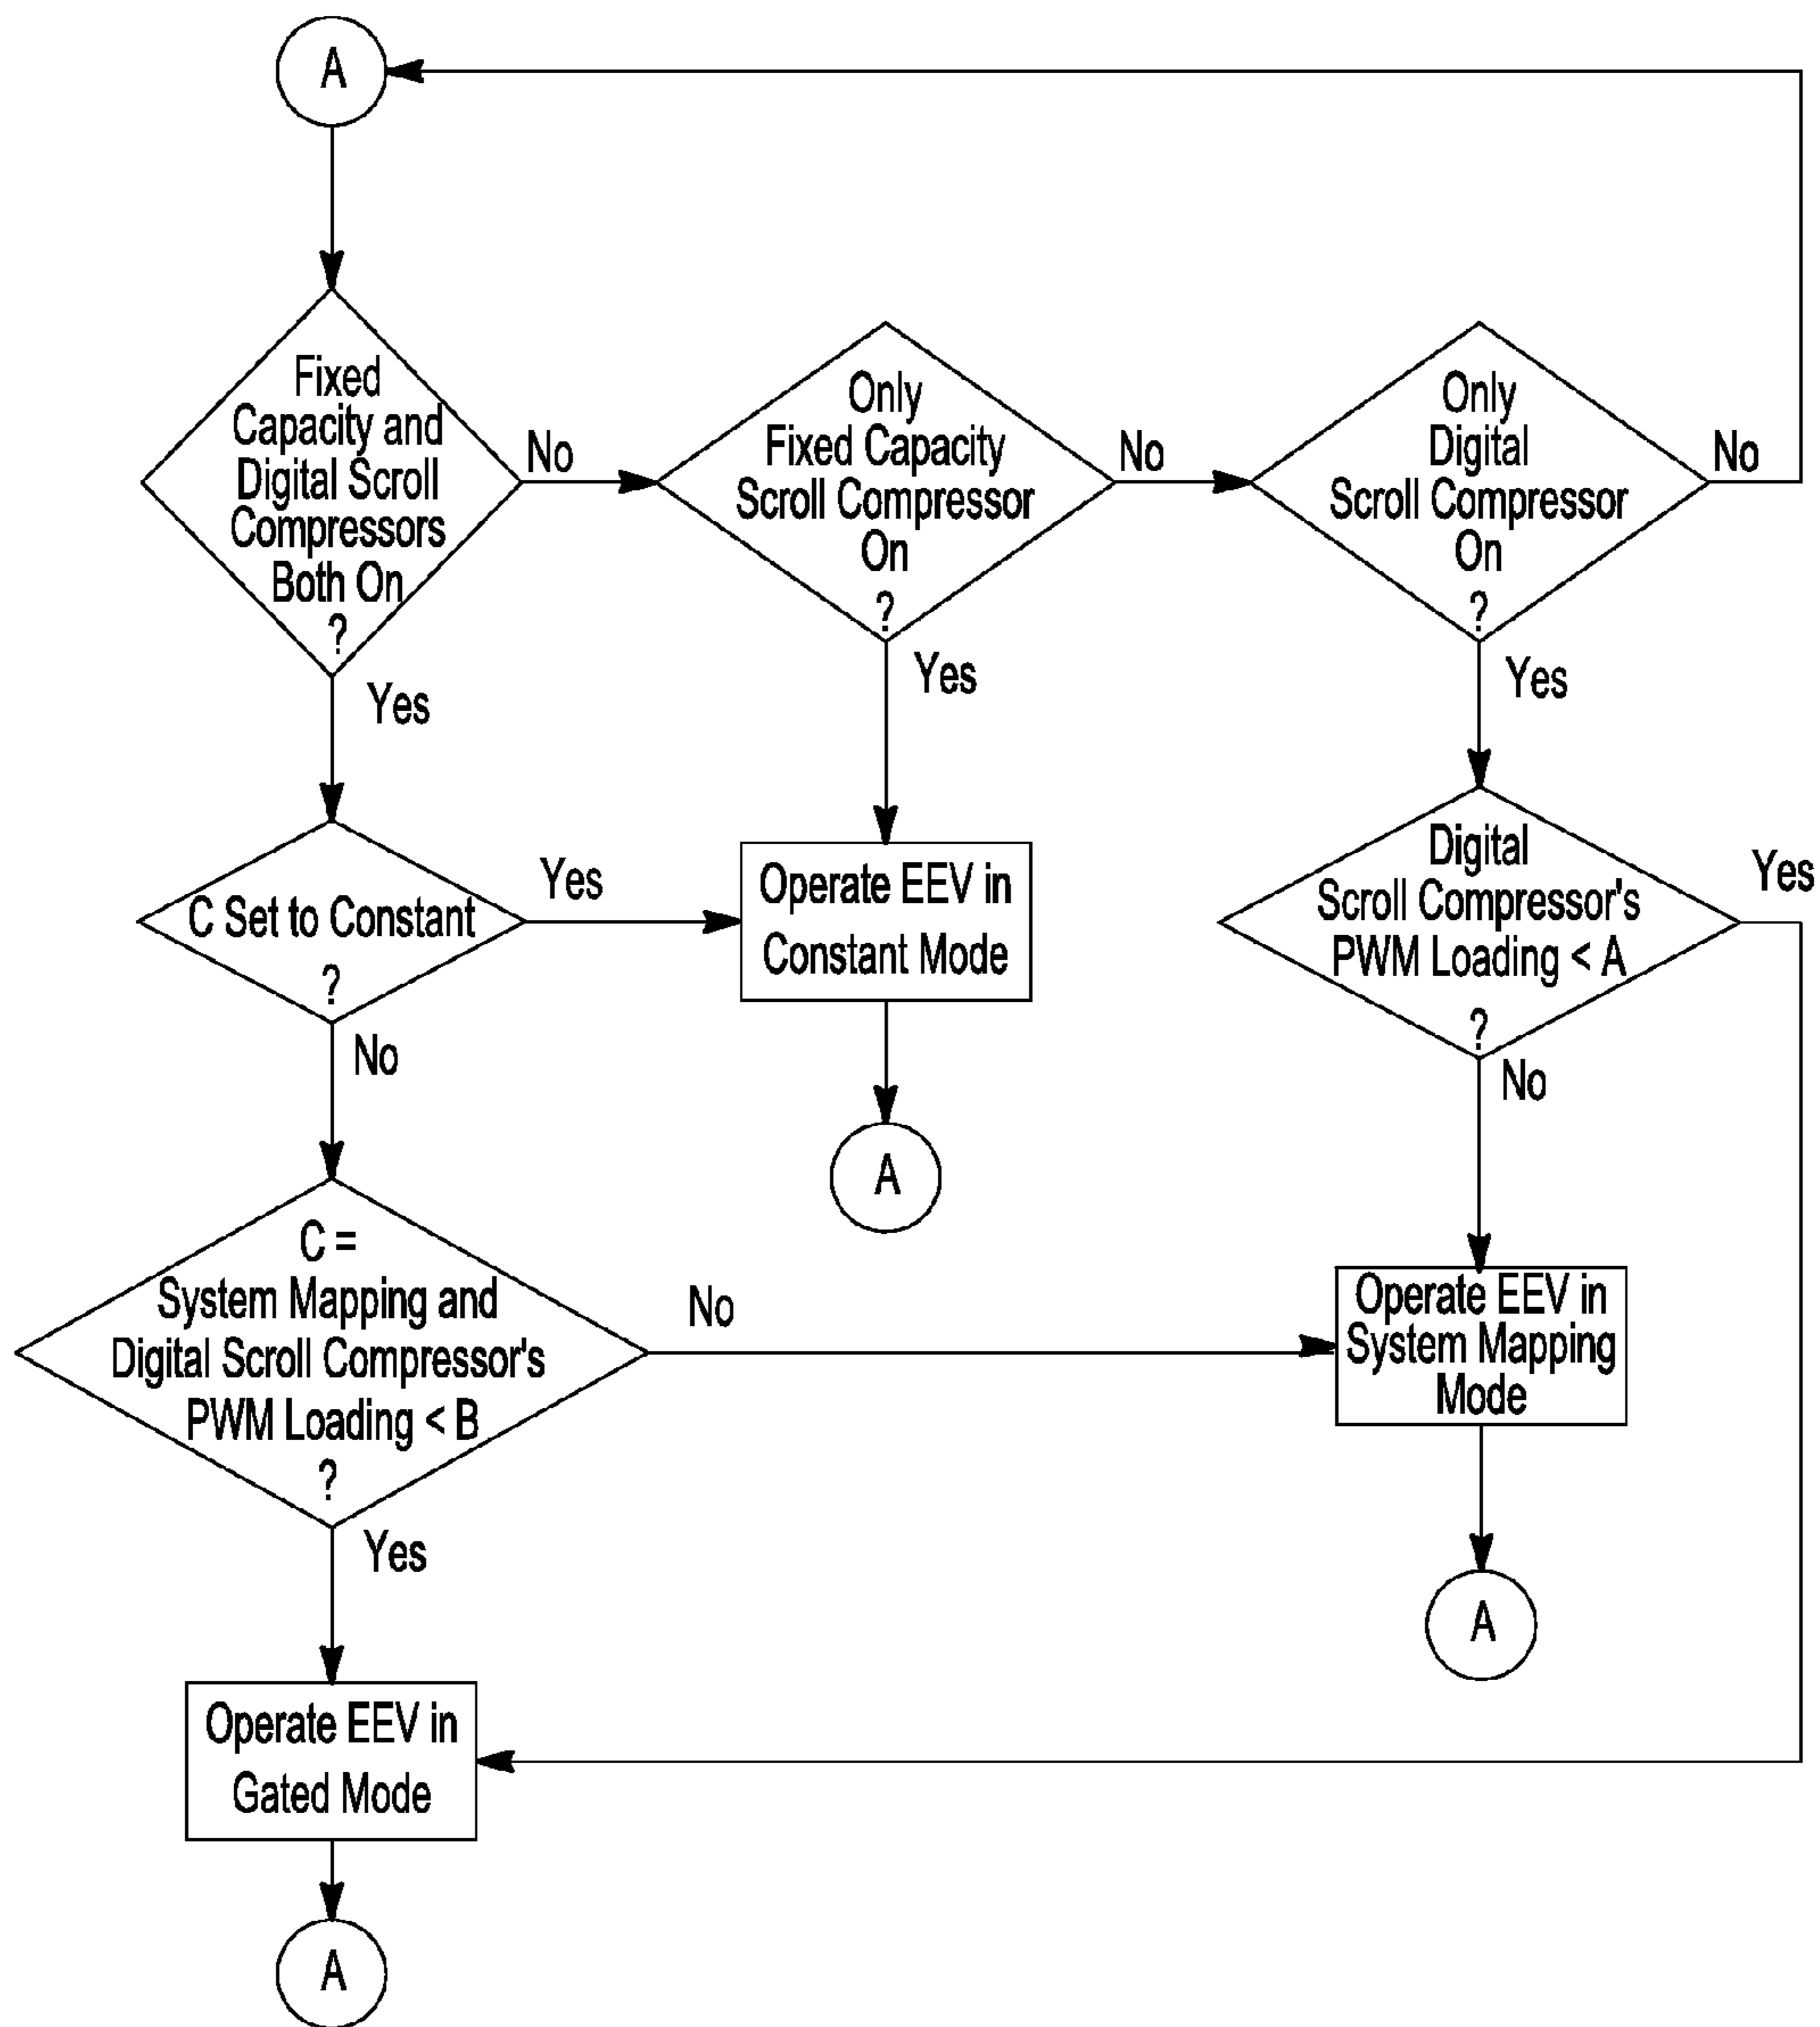 A
Fixed
Capacity and
Digital Scroll
Compressors
Both On
?
No
Only
Fixed Capacity
Scroll Compressor
On
?
No
Only
Digital
Scroll Compressor
On
?
No
Yes
Yes
Yes
C Set to Constant
?
Yes
Operate EEV in
Constant Mode
Digital
Scroll Compressor's
PWM Loading < A
?
Yes
No
No
A
C =
System Mapping and
Digital Scroll Compressor's
PWM Loading < B
?
No
Operate EEV in
System Mapping
Mode
Yes
A
Operate EEV in
Gated Mode
A